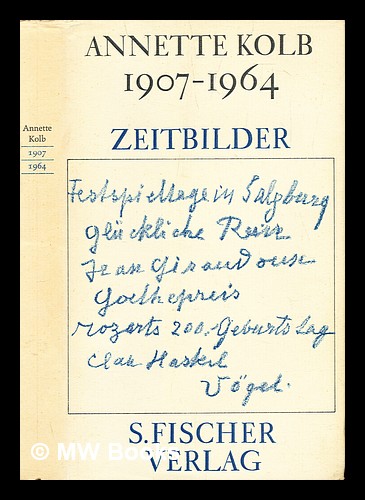 Annette
Kolb
1907
1964
ANNETTE KOLB
1907-1964
ZEITBILDER
Festspieltage in Salzburg
Glückliche Reise
Jean Giraudoux
Goethepreis
Mozarts 200. Geburtstag
Clara Haskil
Vögel.
S. FISCHER
VERLAG
© MW Books